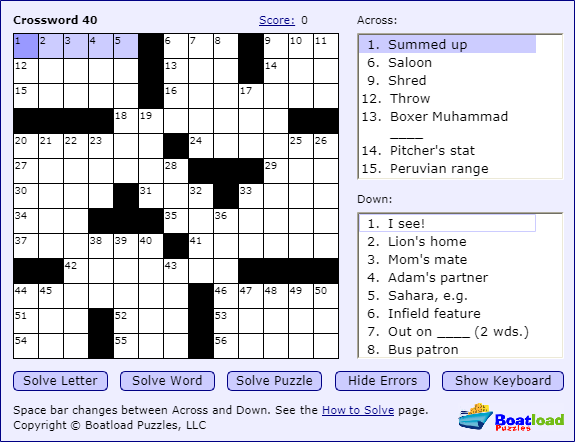 Crossword 40 Score: 0
1 2 3 4 5 6 7 8 9 10 11
12 13 14
15 16 17
18 19
20 21 22 23 24 25 26
27 28 29
30 31 32 33
34 35 36
37 38 39 40 41
42 43
44 45 46 47 48 49 50
51 52 53
54 55 56
Across:
1. Summed up
6. Saloon
9. Shred
12. Throw
13. Boxer Muhammad
____
14. Pitcher's stat
15. Peruvian range
Down:
1. I see!
2. Lion's home
3. Mom's mate
4. Adam's partner
5. Sahara, e.g.
6. Infield feature
7. Out on ____ (2 wds.)
8. Bus patron
Solve Letter Solve Word Solve Puzzle Hide Errors Show Keyboard
Space bar changes between Across and Down. See the How to Solve page.
Copyright © Boatload Puzzles, LLC
Boatload
Puzzles